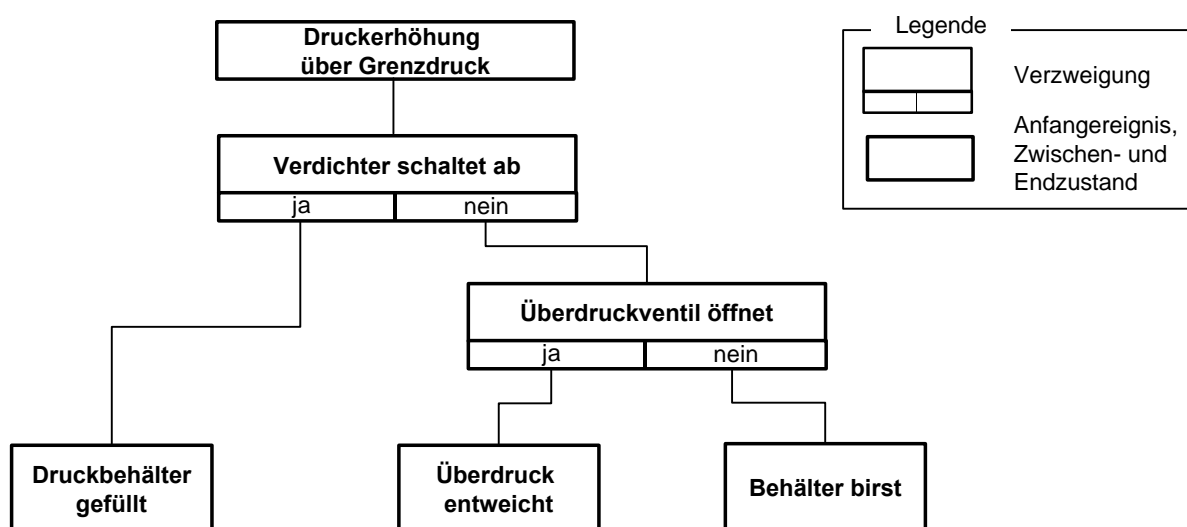 Druckerhöhung
über Grenzdruck
Verdichter schaltet ab
ja
nein
Überdruckventil öffnet
ja
nein
Druckbehälter
gefüllt
Überdruck
entweicht
Behälter birst
Legende
Verzweigung
Anfangereignis,
Zwischen- und
Endzustand